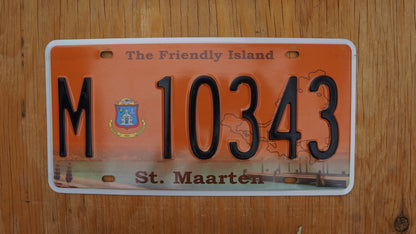 The Friendly Island
M 10343
St. Maarten